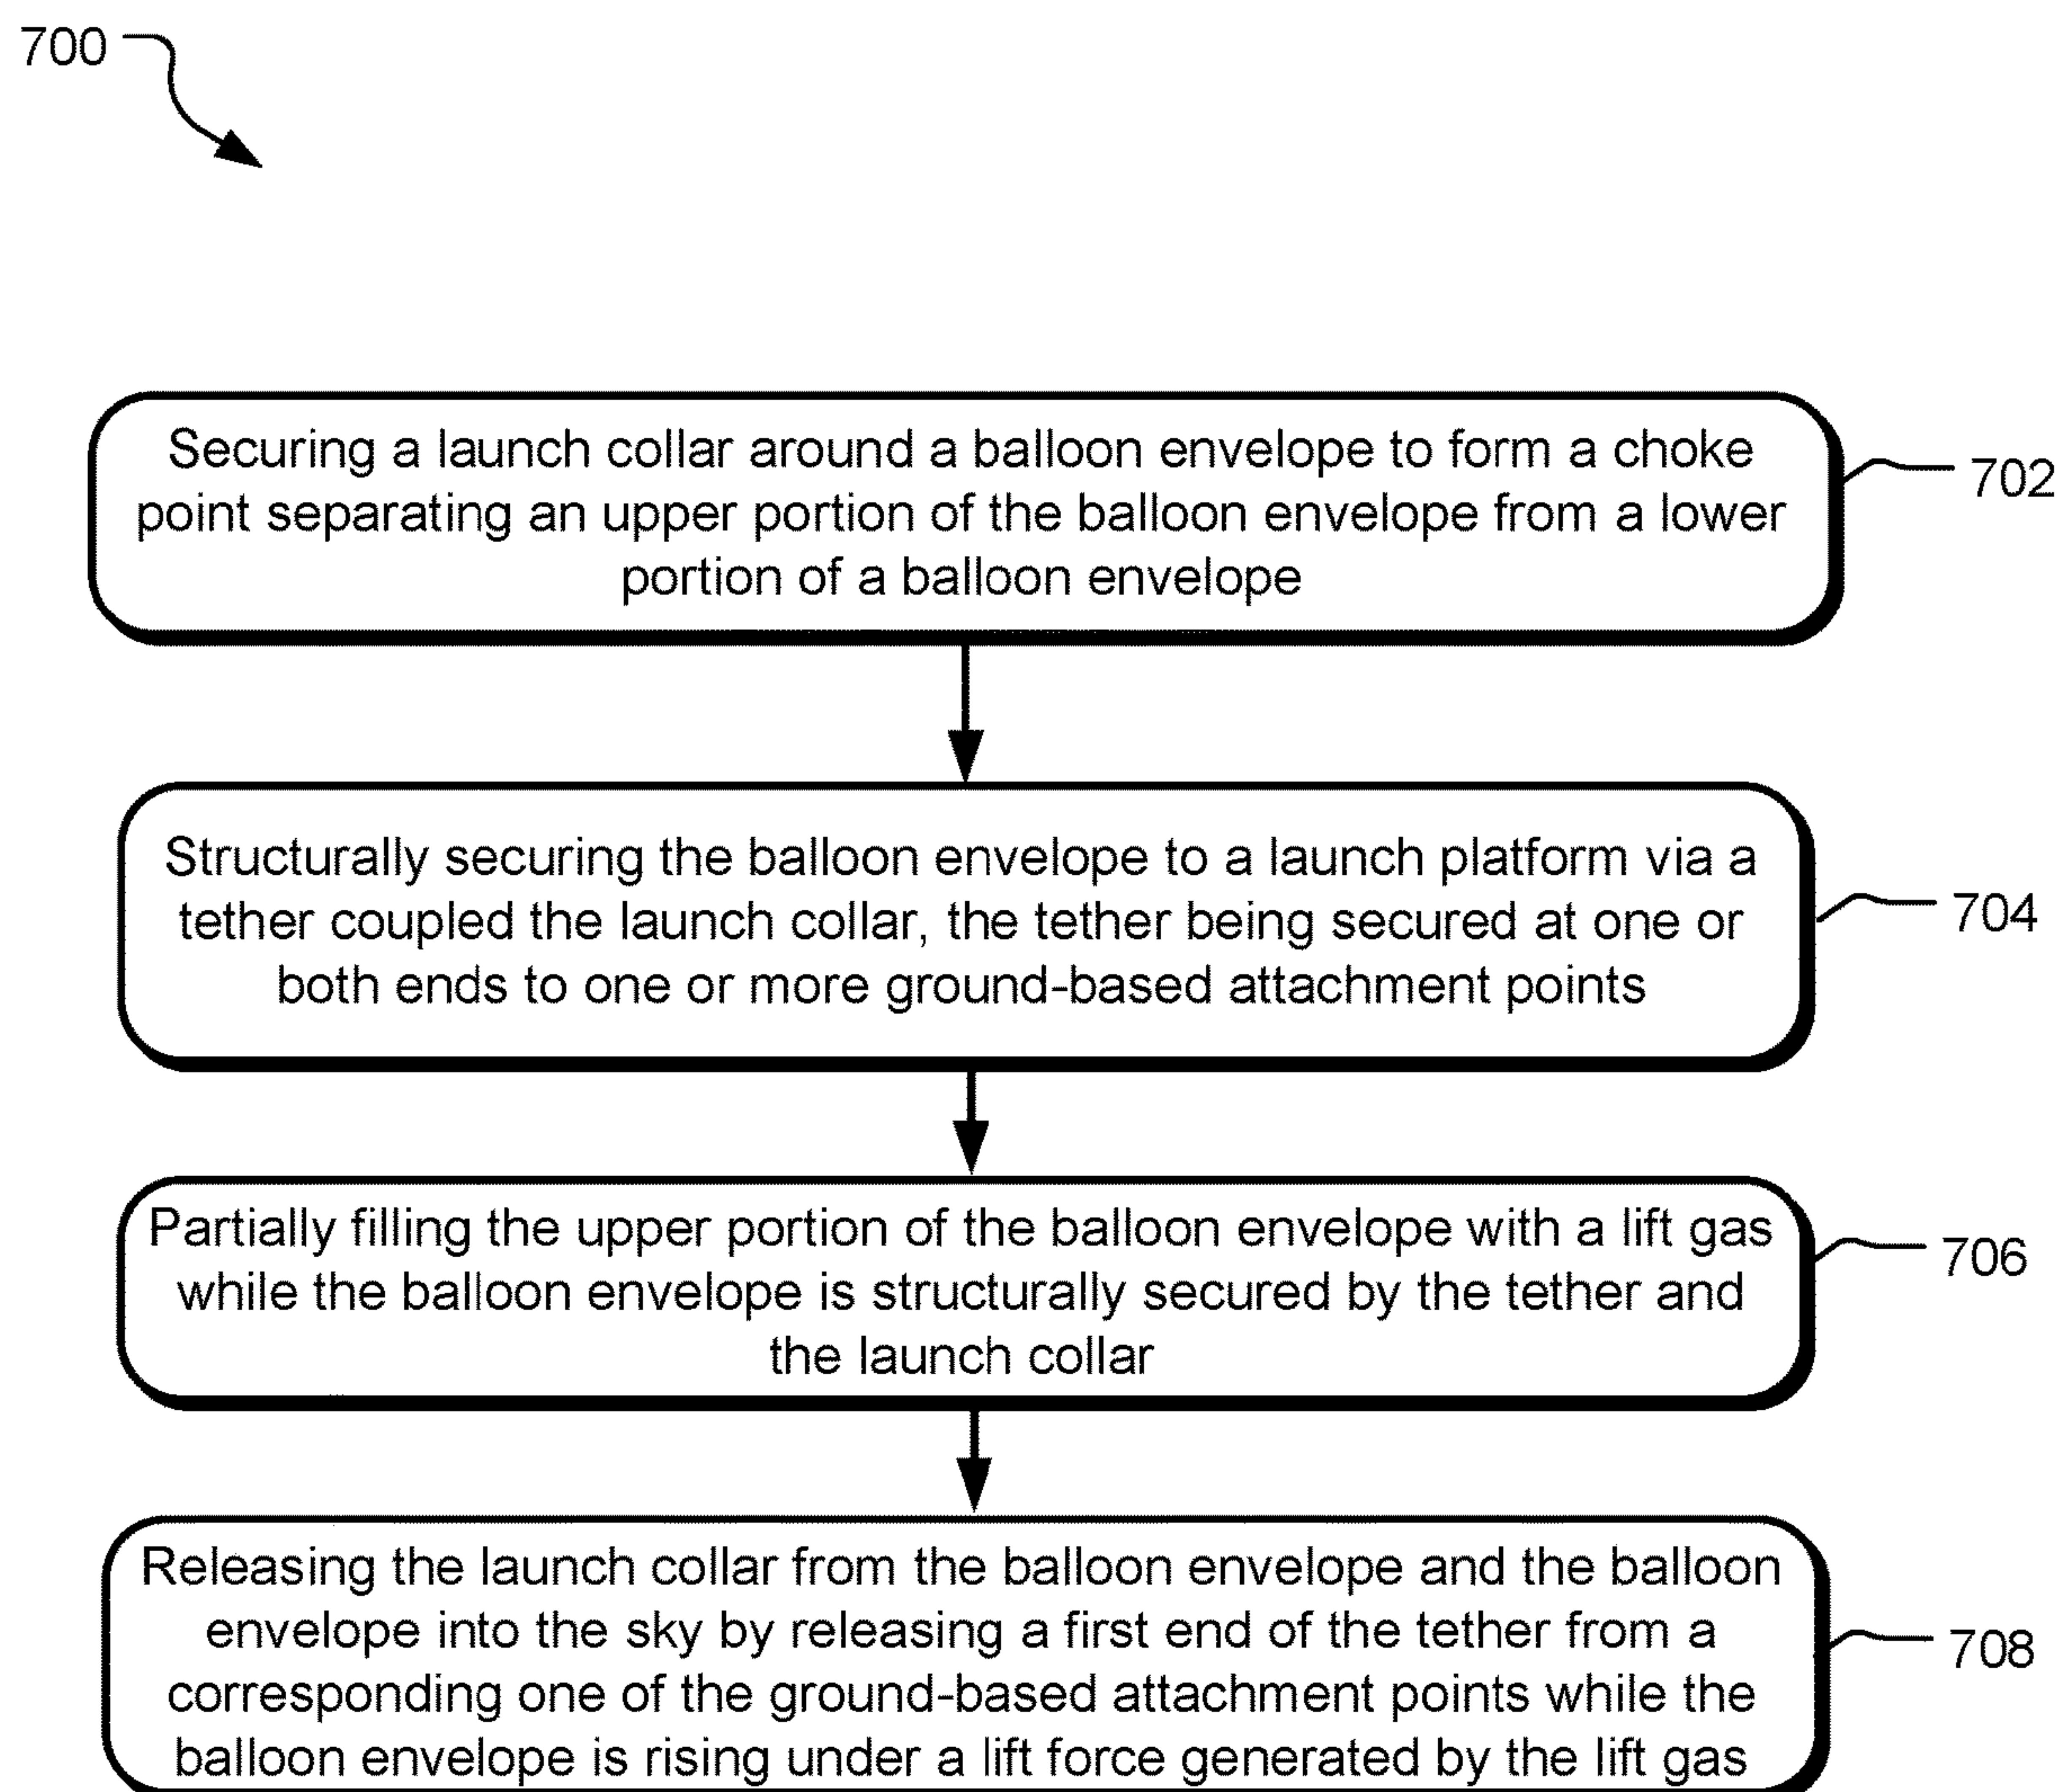 700
Securing a launch collar around a balloon envelope to form a choke
point separating an upper portion of the balloon envelope from a lower
portion of a balloon envelope
702
Structurally securing the balloon envelope to a launch platform via a
tether coupled the launch collar, the tether being secured at one or
both ends to one or more ground-based attachment points
704
Partially filling the upper portion of the balloon envelope with a lift gas
while the balloon envelope is structurally secured by the tether and
the launch collar
706
Releasing the launch collar from the balloon envelope and the balloon
envelope into the sky by releasing a first end of the tether from a
corresponding one of the ground-based attachment points while the
balloon envelope is rising under a lift force generated by the lift gas
708